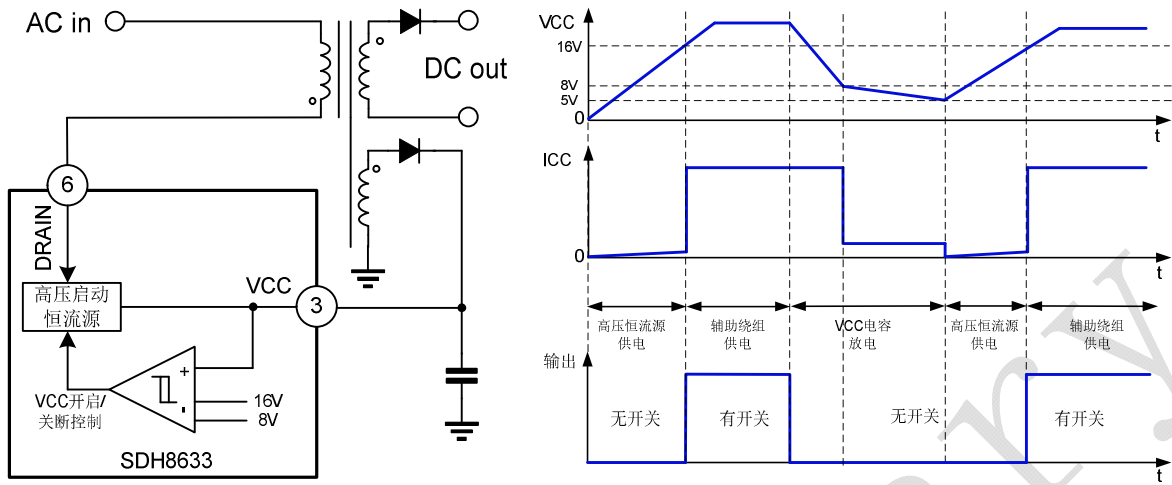 AC in
DC out
6
DRAIN
VCC
3
高压启动
恒流源
+
-
16V
8V
VCC开启/
关断控制
SDH8633
VCC
16V
8V
5V
0
t
ICC
0
t
高压恒流源
供电
辅助绕组
供电
VCC电容
放电
高压恒流源
供电
辅助绕组
供电
输出
无开关
有开关
无开关
有开关
t